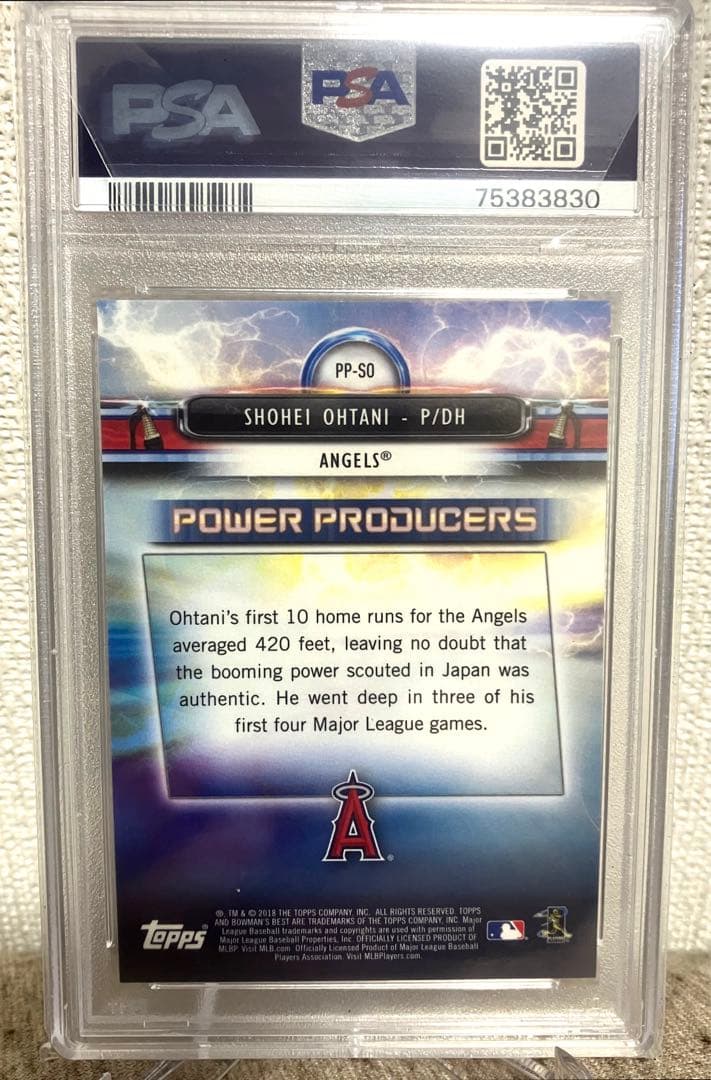 PSA
PSA
75383830
PP-SO
SHOHEI OHTANI - P/DH
ANGELS®
POWER PRODUCERS
Ohtani's first 10 home runs for the Angels
averaged 420 feet, leaving no doubt that
the booming power scouted in Japan was
authentic. He went deep in three of his
first four Major League games.
A®
®, TM & © 2018 THE TOPPS COMPANY, INC. ALL RIGHTS RESERVED. TOPPS
AND BOWMAN'S BEST ARE TRADEMARKS OF THE TOPPS COMPANY, INC. Major
League Baseball trademarks and copyrights are used with permission of
Major League Baseball Properties, Inc. OFFICIALLY LICENSED PRODUCT OF
MLBP Visit MLB.com. Officially Licensed Product of Major League Baseball
Players Association. Visit MLBPlayers.com.
Topps®